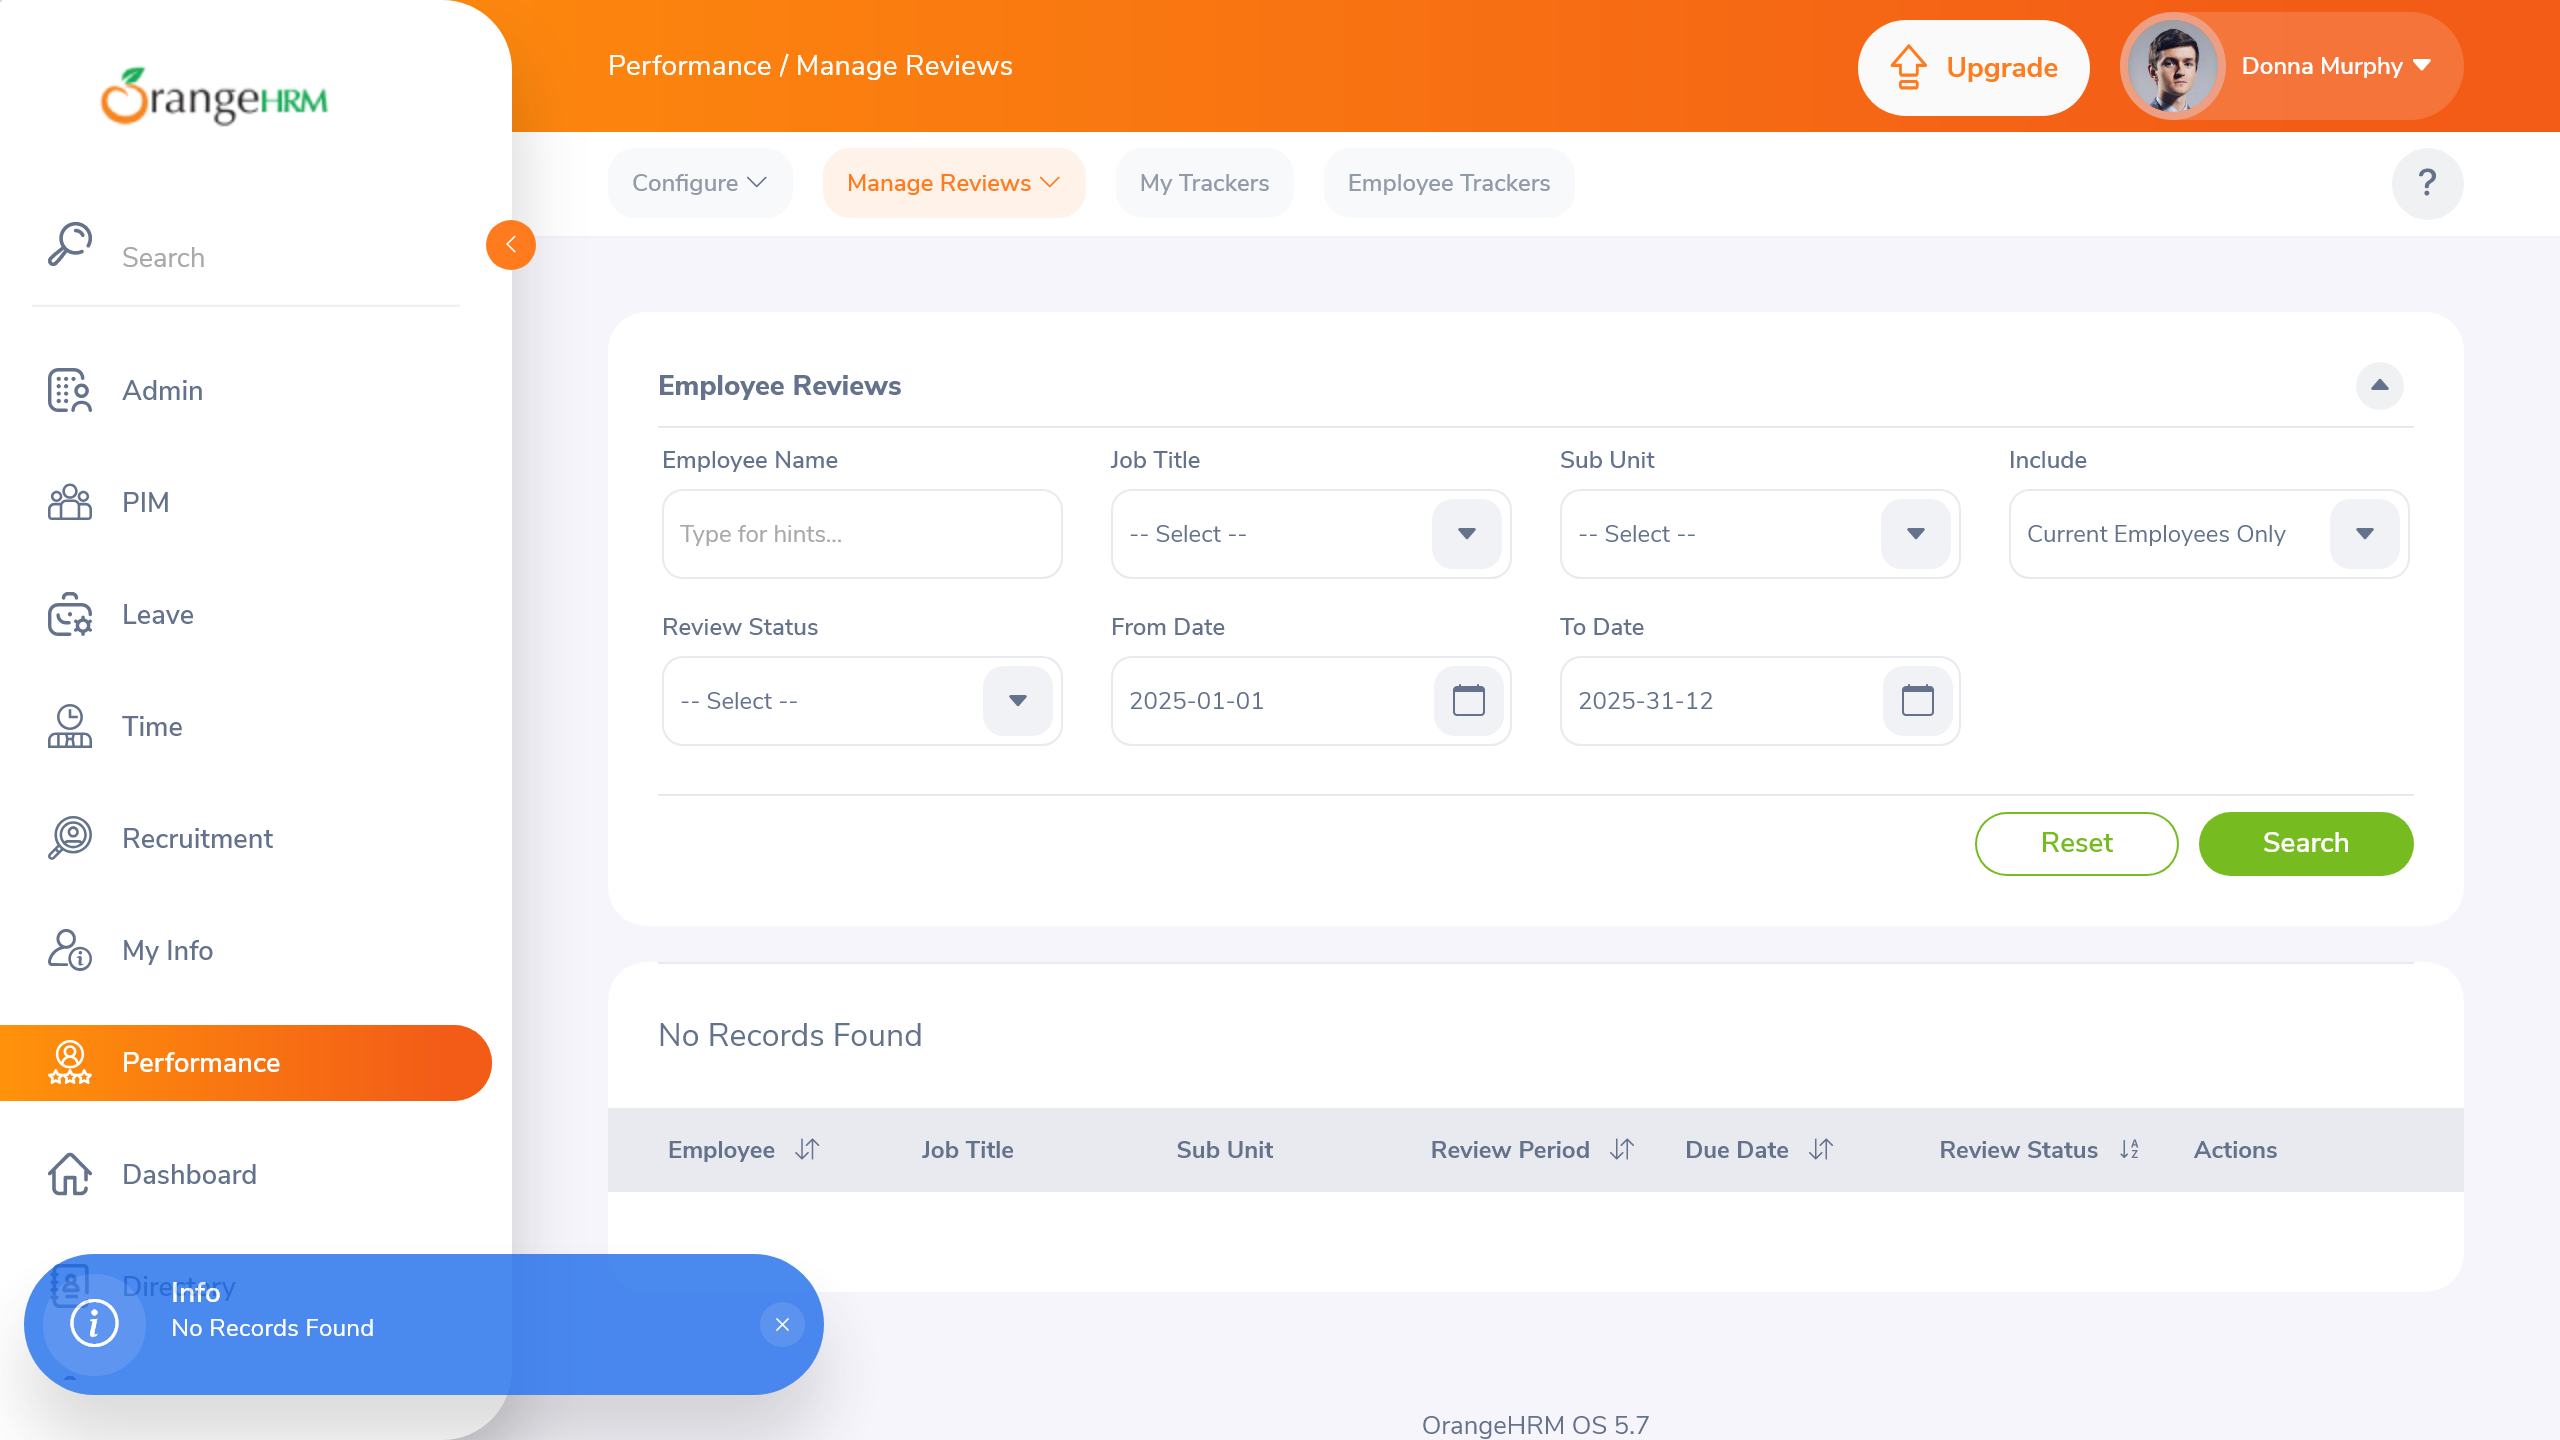 OrangeHRM
Search
Admin
PIM
Leave
Time
Recruitment
My Info
Performance
Dashboard
Directory
Performance / Manage Reviews
Upgrade
Donna Murphy
Configure
Manage Reviews
My Trackers
Employee Trackers
?
Employee Reviews
Employee Name
Job Title
Sub Unit
Include
Type for hints...
-- Select --
-- Select --
Current Employees Only
Review Status
From Date
To Date
-- Select --
2025-01-01
2025-31-12
Reset
Search
No Records Found
Employee
Job Title
Sub Unit
Review Period
Due Date
Review Status
Actions
Info
No Records Found
OrangeHRM OS 5.7